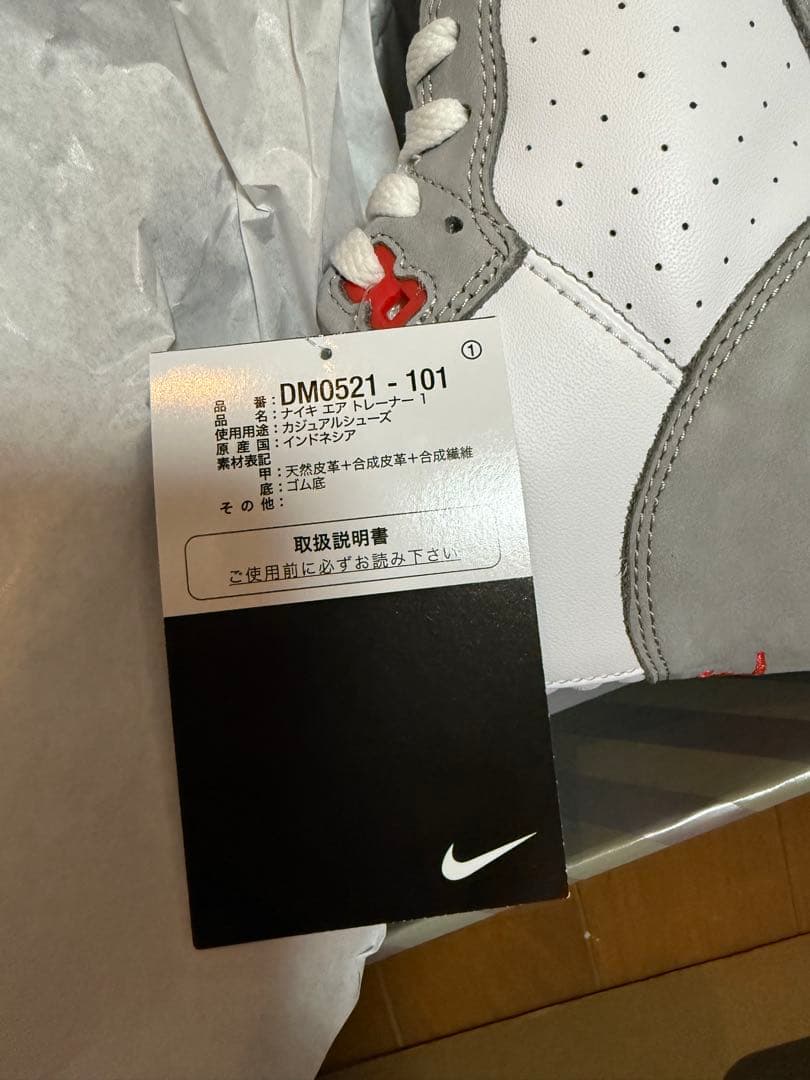 ①
品 番：DM0521 - 101
品 名：ナイキ エア トレーナー 1
使用用途：カジュアルシューズ
原 産 国：インドネシア
素材表記
甲：天然皮革＋合成皮革＋合成繊維
底：ゴム底
そ の 他：
取扱説明書
ご使用前に必ずお読み下さい